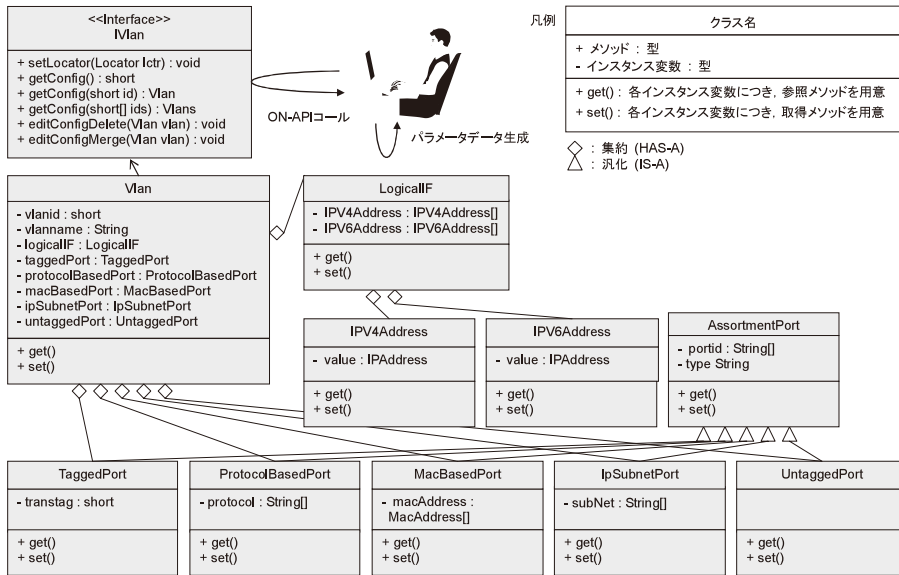 <<Interface>>
IVlan
+ setLocator(Locator lctr) : void
+ getConfig() : short
+ getConfig(short id) : Vlan
+ getConfig(short[] ids) : Vlans
+ editConfigDelete(Vlan vlan) : void
+ editConfigMerge(Vlan vlan) : void
ON-APIコール
パラメータデータ生成
凡例
クラス名
+ メソッド : 型
- インスタンス変数 : 型
+ get() : 各インスタンス変数につき, 参照メソッドを用意
+ set() : 各インスタンス変数につき, 取得メソッドを用意
◇ : 集約 (HAS-A)
△ : 汎化 (IS-A)
Vlan
- vlanid : short
- vlanname : String
- logicalIF : LogicalIF
- taggedPort : TaggedPort
- protocolBasedPort : ProtocolBasedPort
- macBasedPort : MacBasedPort
- ipSubnetPort : IpSubnetPort
- untaggedPort : UntaggedPort
+ get()
+ set()
LogicalIF
- IPV4Address : IPV4Address[]
- IPV6Address : IPV6Address[]
+ get()
+ set()
IPV4Address
- value : IPAddress
+ get()
+ set()
IPV6Address
- value : IPAddress
+ get()
+ set()
AssortmentPort
- portid : String[]
- type String
+ get()
+ set()
TaggedPort
- transtag : short
+ get()
+ set()
ProtocolBasedPort
- protocol : String[]
+ get()
+ set()
MacBasedPort
- macAddress :
MacAddress[]
+ get()
+ set()
IpSubnetPort
- subNet : String[]
+ get()
+ set()
UntaggedPort
+ get()
+ set()